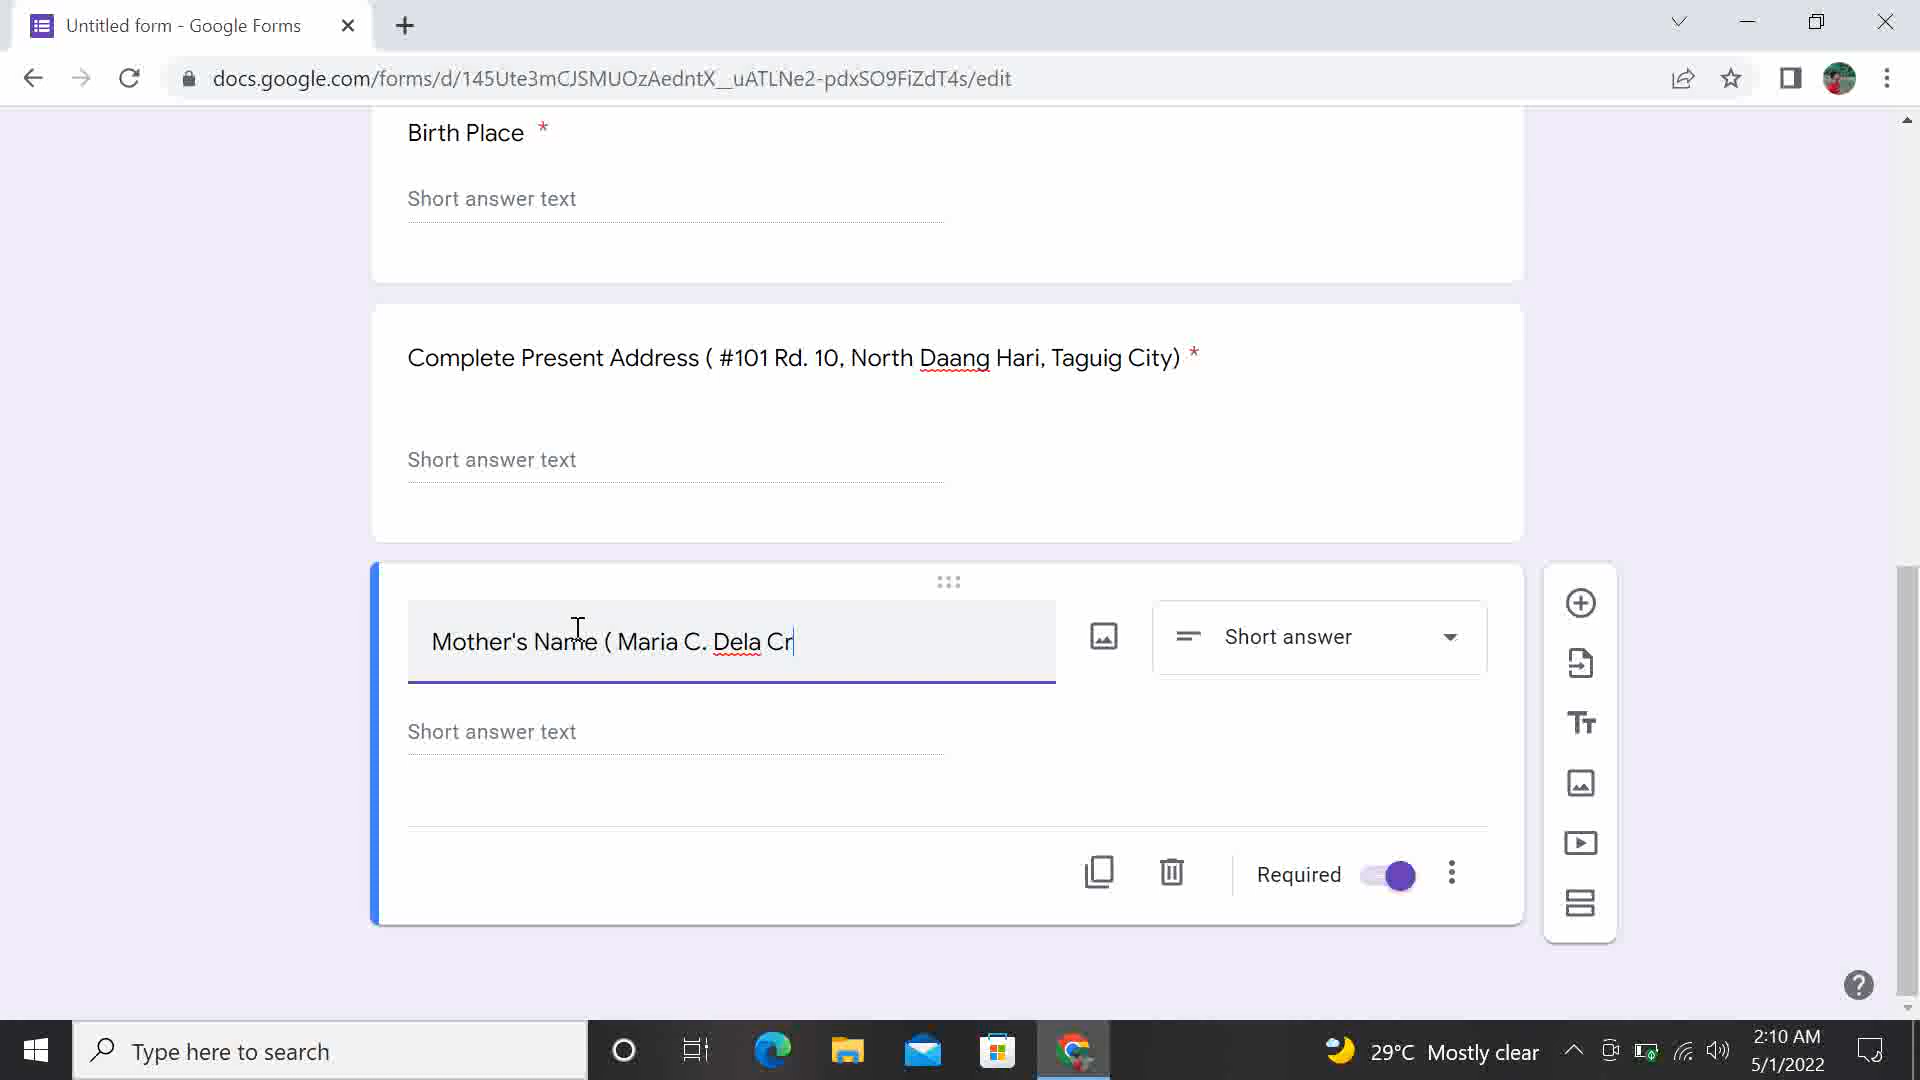 Untitled form - Google Forms
docs.google.com/forms/d/145Ute3mCJSMUOzAedntX__uATLNe2-pdxSO9FiZdT4s/edit
Birth Place *
Short answer text
Complete Present Address ( #101 Rd. 10, North Daang Hari, Taguig City) *
Short answer text
Mother's Name ( Maria C. Dela Cr
Short answer
Short answer text
Required
Type here to search
29°C Mostly clear
2:10 AM
5/1/2022